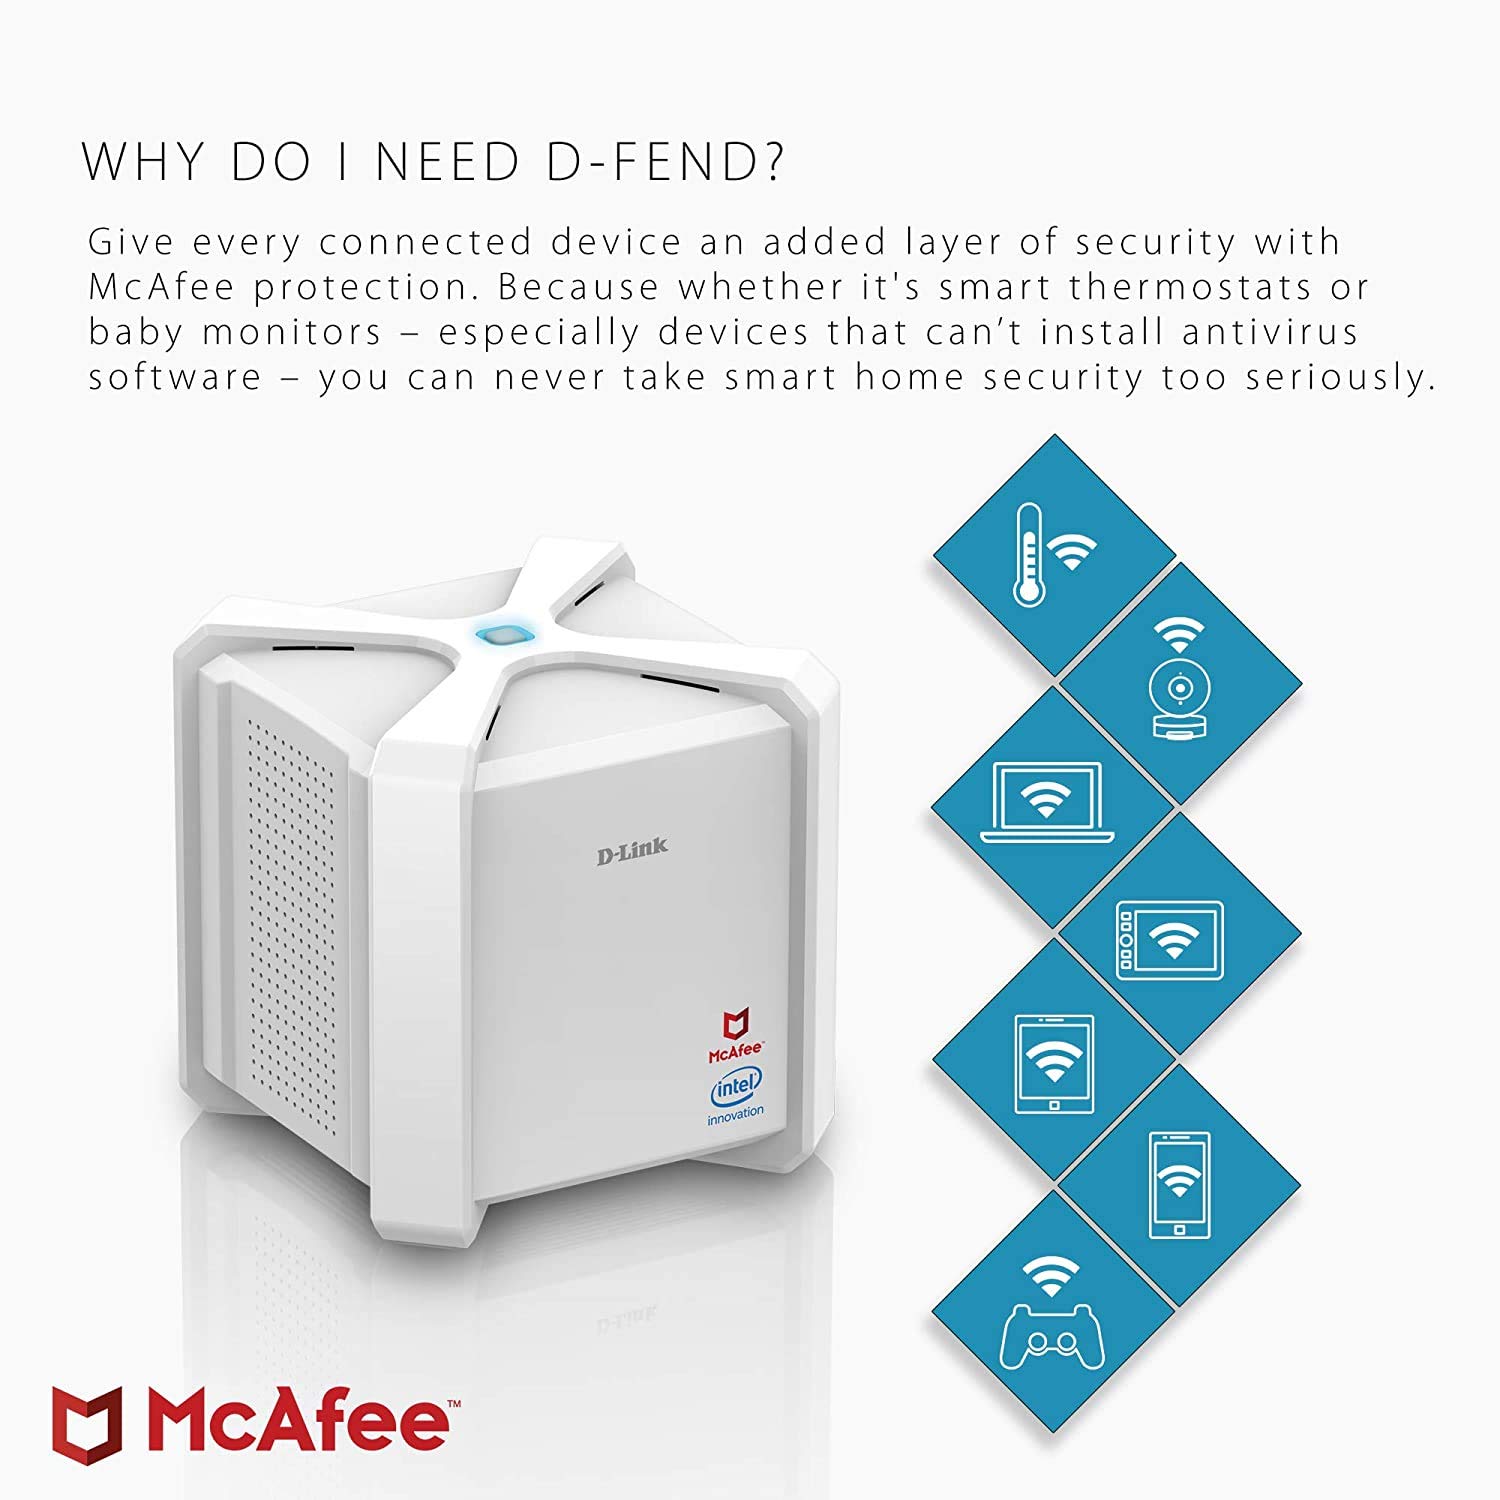 WHY DO I NEED D-FEND?
Give every connected device an added layer of security with
McAfee protection. Because whether it's smart thermostats or
baby monitors – especially devices that can’t install antivirus
software – you can never take smart home security too seriously.
D-Link
McAfee™
intel
innovation
McAfee™